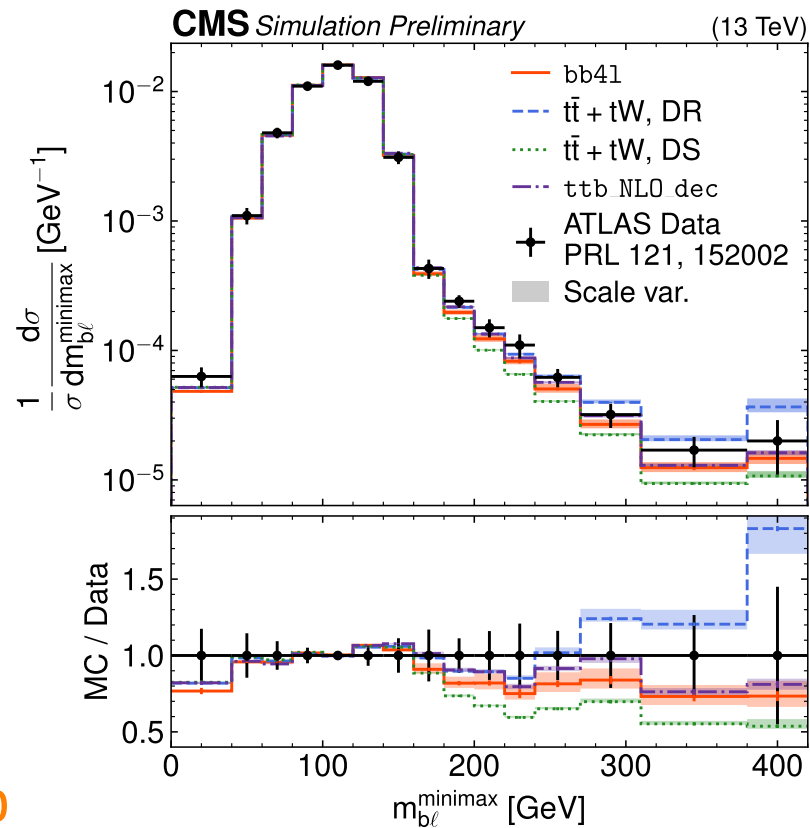 CMS Simulation Preliminary (13 TeV)
bb4l
tt̄ + tW, DR
tt̄ + tW, DS
ttb_NLO_dec
ATLAS Data
PRL 121, 152002
Scale var.
1/σ dσ/dm_bℓ^minimax [GeV⁻¹]
10⁻²
10⁻³
10⁻⁴
10⁻⁵
MC / Data
1.5
1.0
0.5
0 100 200 300 400
m_bℓ^minimax [GeV]